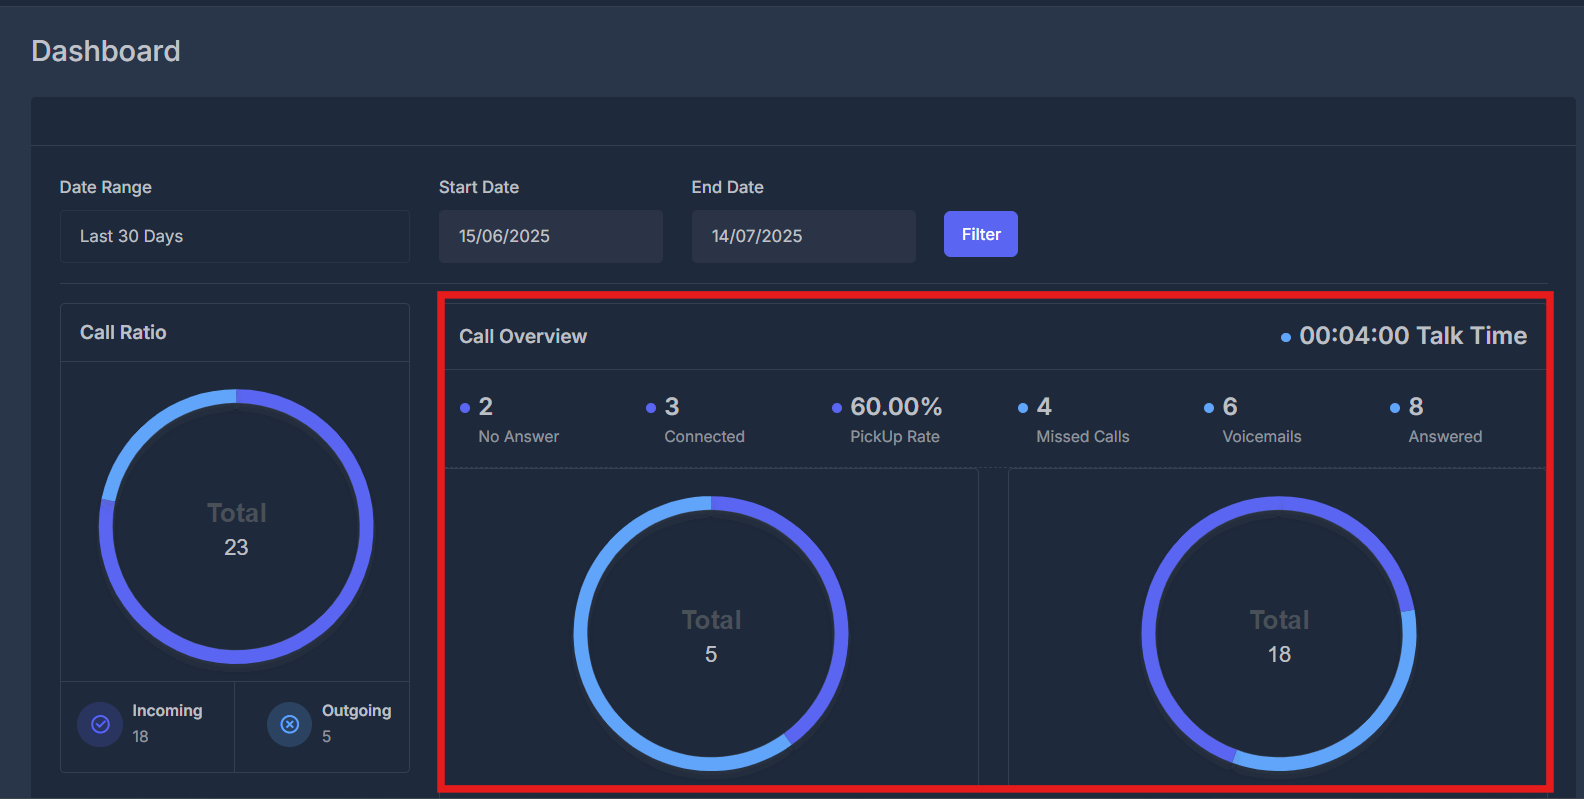 Dashboard
Date Range
Start Date
End Date
Last 30 Days
15/06/2025
14/07/2025
Filter
Call Ratio
Total
23
Incoming
18
Outgoing
5
Call Overview
00:04:00 Talk Time
2
No Answer
3
Connected
60.00%
PickUp Rate
4
Missed Calls
6
Voicemails
8
Answered
Total
5
Total
18